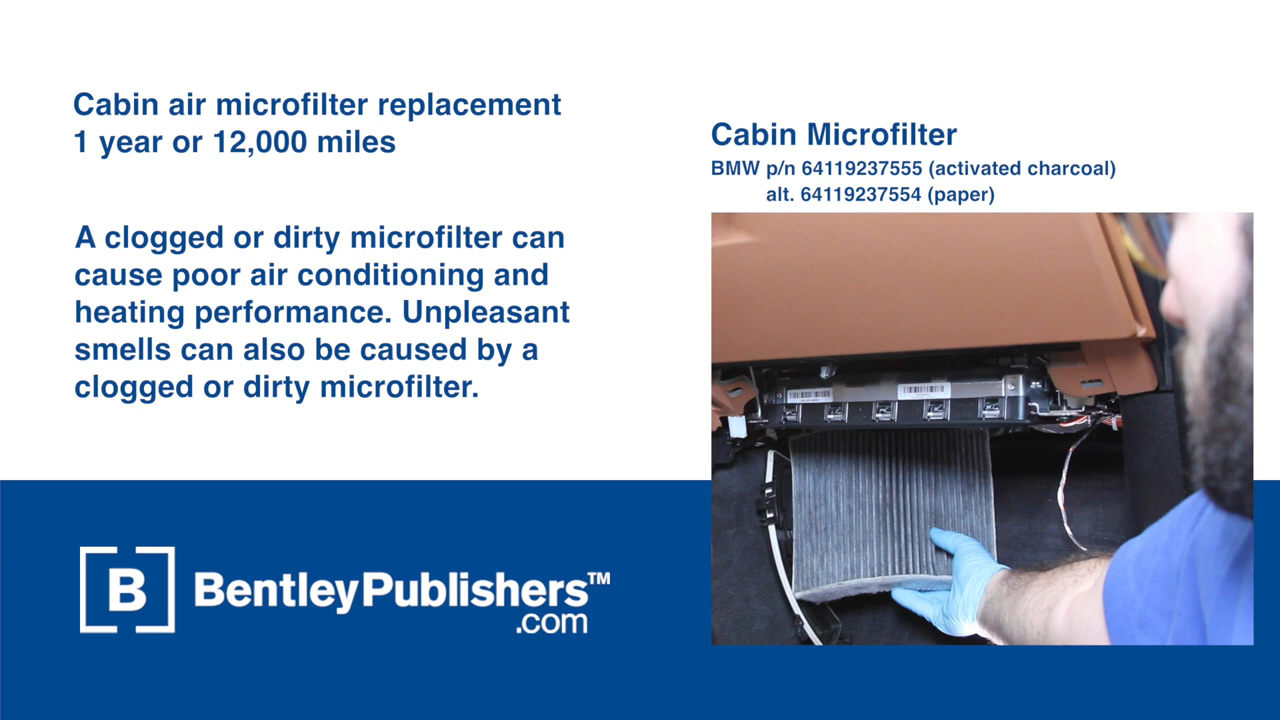 Cabin air microfilter replacement
1 year or 12,000 miles
A clogged or dirty microfilter can
cause poor air conditioning and
heating performance. Unpleasant
smells can also be caused by a
clogged or dirty microfilter.
Cabin Microfilter
BMW p/n 64119237555 (activated charcoal)
alt. 64119237554 (paper)
[B] BentleyPublishers™
.com